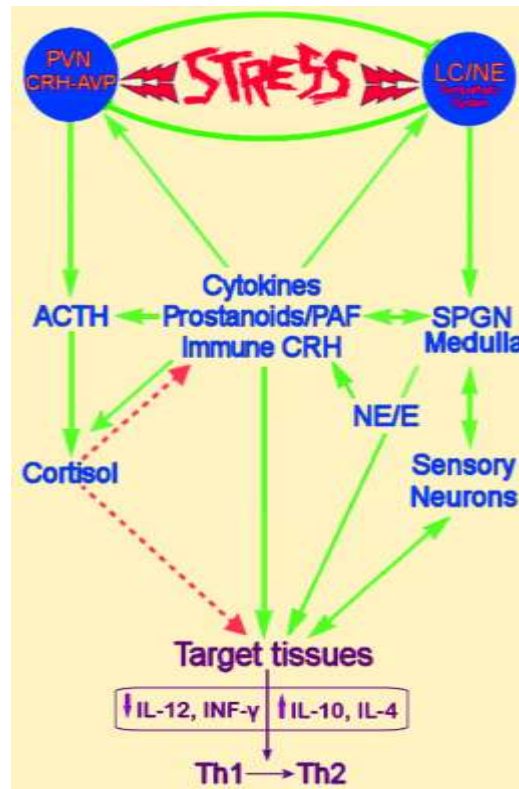 PVN
CRH-AVP
STRESS
LC/NE
System
Cytokines
Prostanoids/PAF
Immune CRH
ACTH
SPGN
Medulla
NE/E
Cortisol
Sensory
Neurons
Target tissues
IL-12, INF-γ IL-10, IL-4
Th1 Th2